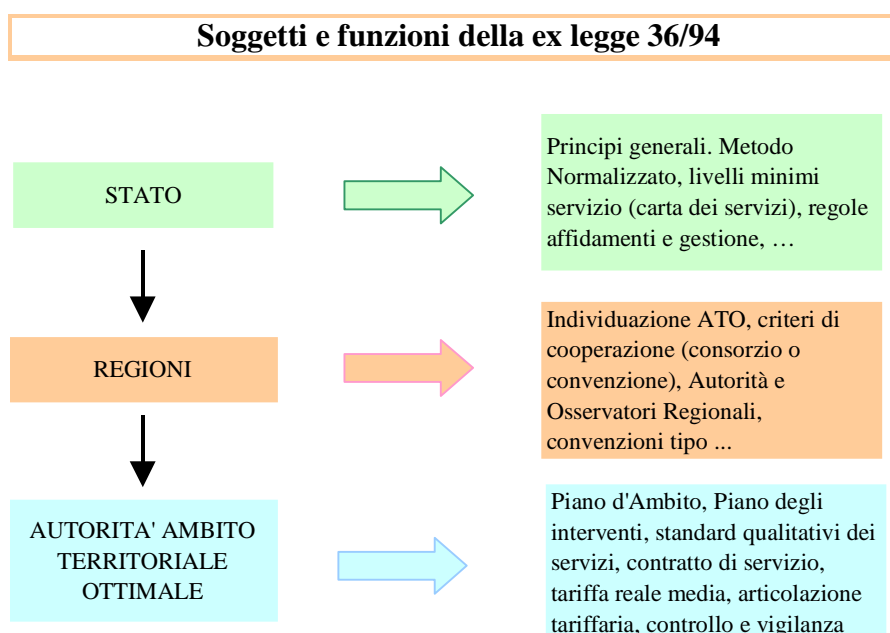 Soggetti e funzioni della ex legge 36/94
STATO
Principi generali. Metodo
Normalizzato, livelli minimi
servizio (carta dei servizi), regole
affidamenti e gestione, …
REGIONI
Individuazione ATO, criteri di
cooperazione (consorzio o
convenzione), Autorità e
Osservatori Regionali,
convenzioni tipo ...
AUTORITA' AMBITO
TERRITORIALE
OTTIMALE
Piano d'Ambito, Piano degli
interventi, standard qualitativi dei
servizi, contratto di servizio,
tariffa reale media, articolazione
tariffaria, controllo e vigilanza